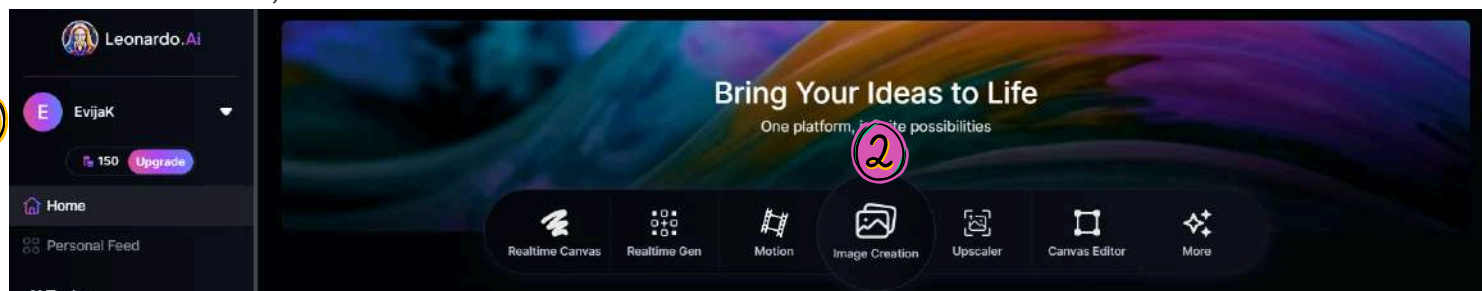 Leonardo.Ai
EvijaK
150 Upgrade
Home
Personal Feed
Bring Your Ideas to Life
One platform, possibilities
2
Realtime Canvas Realtime Gen Motion Image Creation Upscaler Canvas Editor More